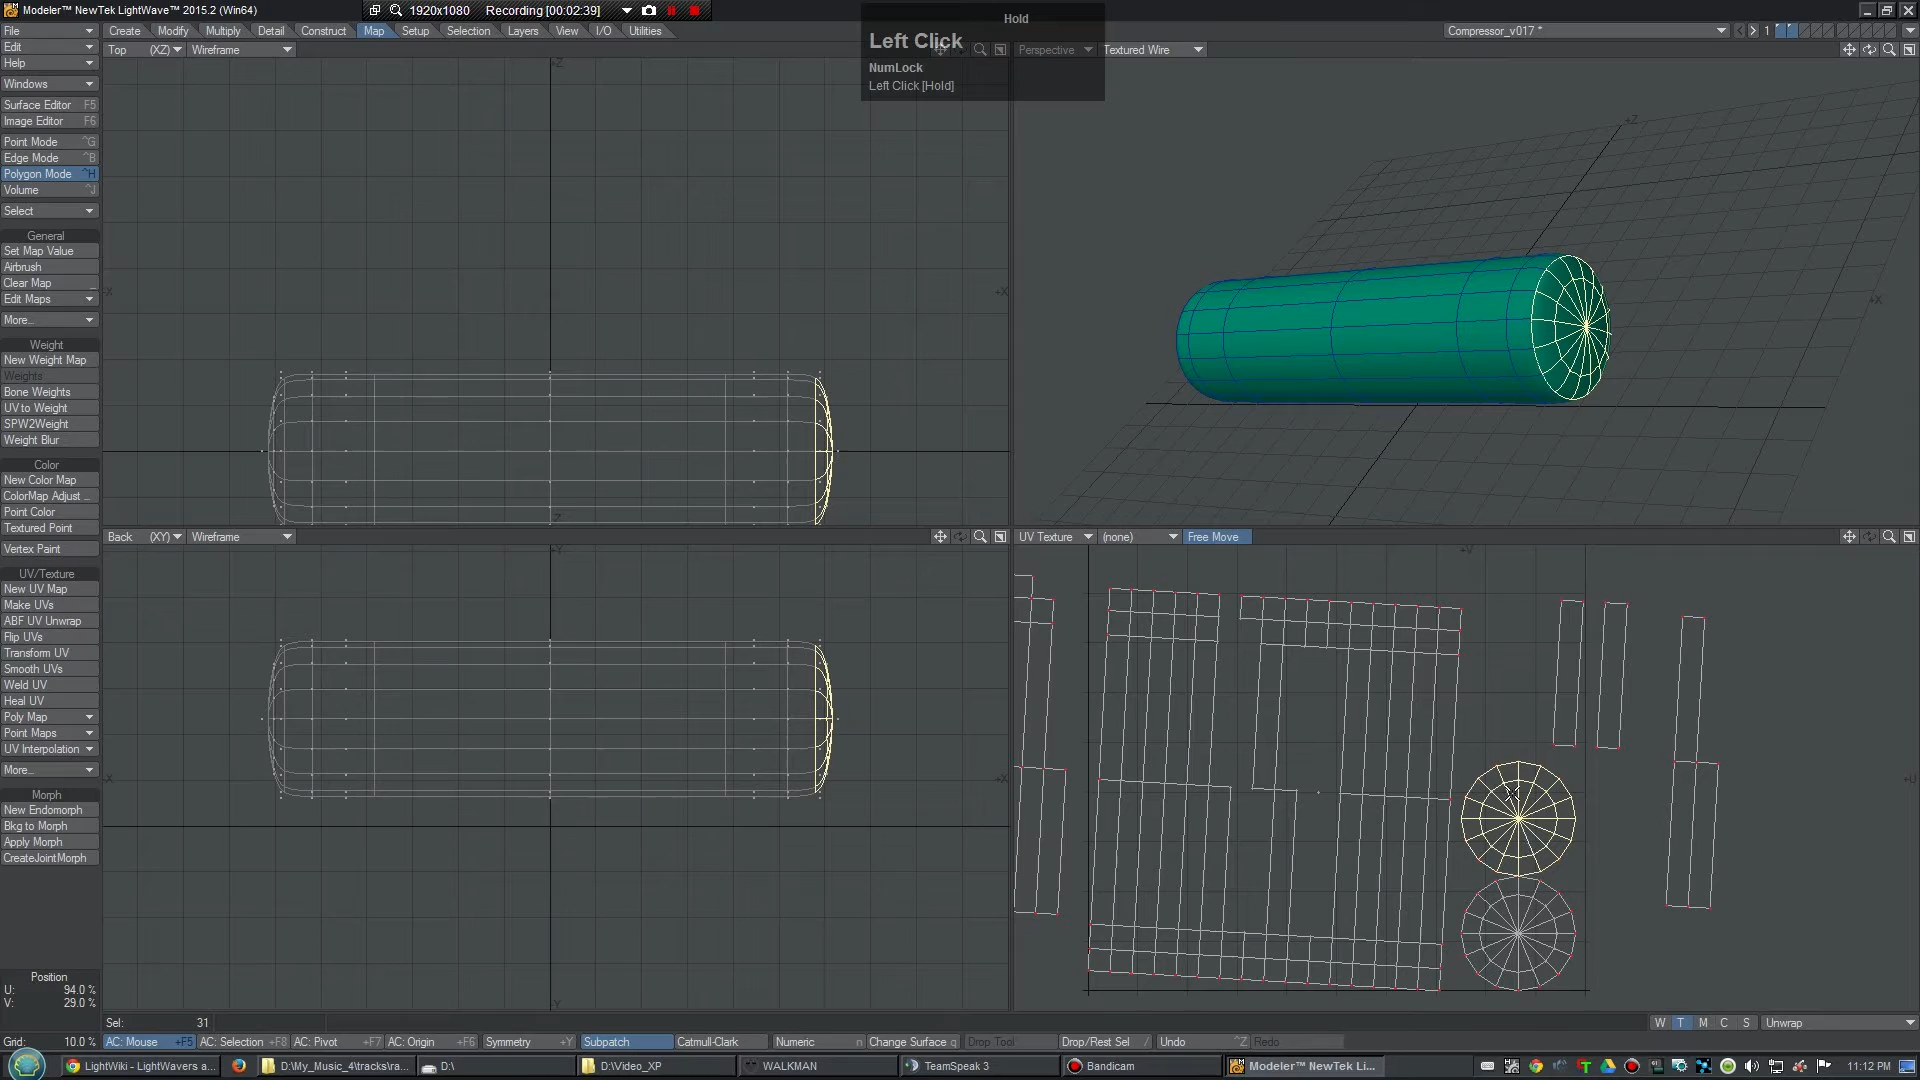 Modeler™ NewTek LightWave™ 2015.2 (Win64)
1920x1080 Recording [00:02:39]
Hold
Left Click
NumLock
Left Click [Hold]
File
Edit
Help
Windows
Surface Editor F5
Image Editor F6
Point Mode ^G
Edge Mode ^B
Polygon Mode ^H
Volume ^J
Select
General
Set Map Value
Airbrush
Clear Map _
Edit Maps
More...
Weight
New Weight Map
Weights
Bone Weights
UV to Weight
SPW2Weight
Weight Blur
Color
New Color Map
ColorMap Adjust ...
Point Color
Textured Point
Vertex Paint
UV/Texture
New UV Map
Make UVs
ABF UV Unwrap
Flip UVs
Transform UV
Smooth UVs
Weld UV
Heal UV
Poly Map
Point Maps
UV Interpolation
More...
Morph
New Endomorph
Bkg to Morph
Apply Morph
CreateJointMorph
Position
U: 94.0 %
V: 29.0 %
Grid: 10.0 %
Create Modify Multiply Detail Construct Map Setup Selection Layers View I/O Utilities
Compressor_v017 *
1
Top (XZ) Wireframe
Perspective Textured Wire
Back (XY) Wireframe
UV Texture (none) Free Move
+Z
-X
+X
-Z
+Z
+X
+Y
-X
+X
-Y
+V
+U
Sel: 31
W T M C S Unwrap
AC: Mouse +F5 AC: Selection +F8 AC: Pivot +F7 AC: Origin +F6 Symmetry +Y Subpatch Catmull-Clark Numeric n Change Surface q Drop Tool Drop/Rest Sel / Undo ^Z Redo
LightWiki - LightWavers a... D:\My_Music_4\tracks\ra... D:\ D:\Video_XP WALKMAN TeamSpeak 3 Bandicam Modeler™ NewTek Li...
11:12 PM